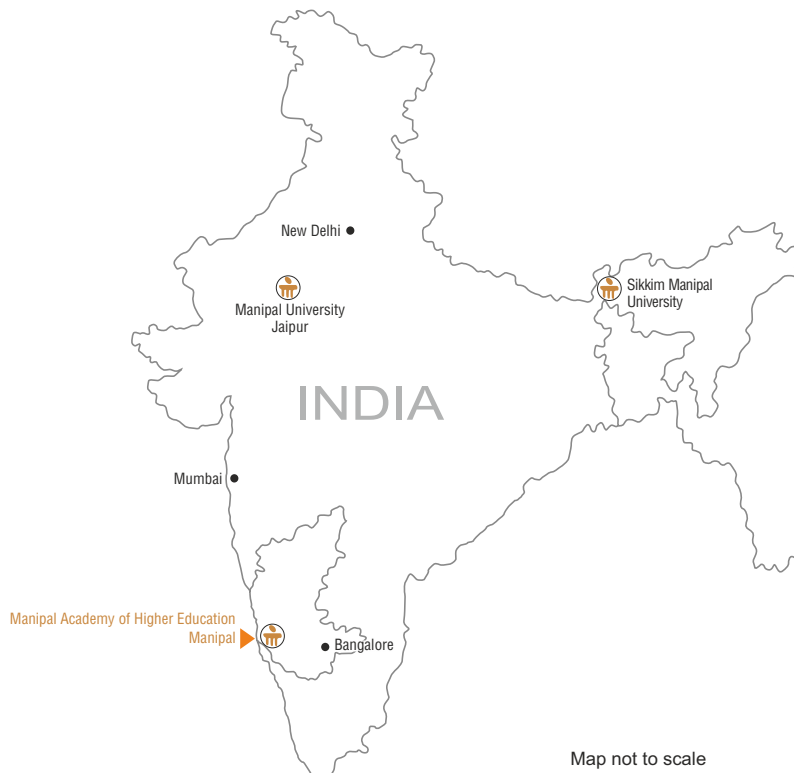 New Delhi
Manipal University
Jaipur
Sikkim Manipal
University
INDIA
Mumbai
Manipal Academy of Higher Education
Manipal
Bangalore
Map not to scale